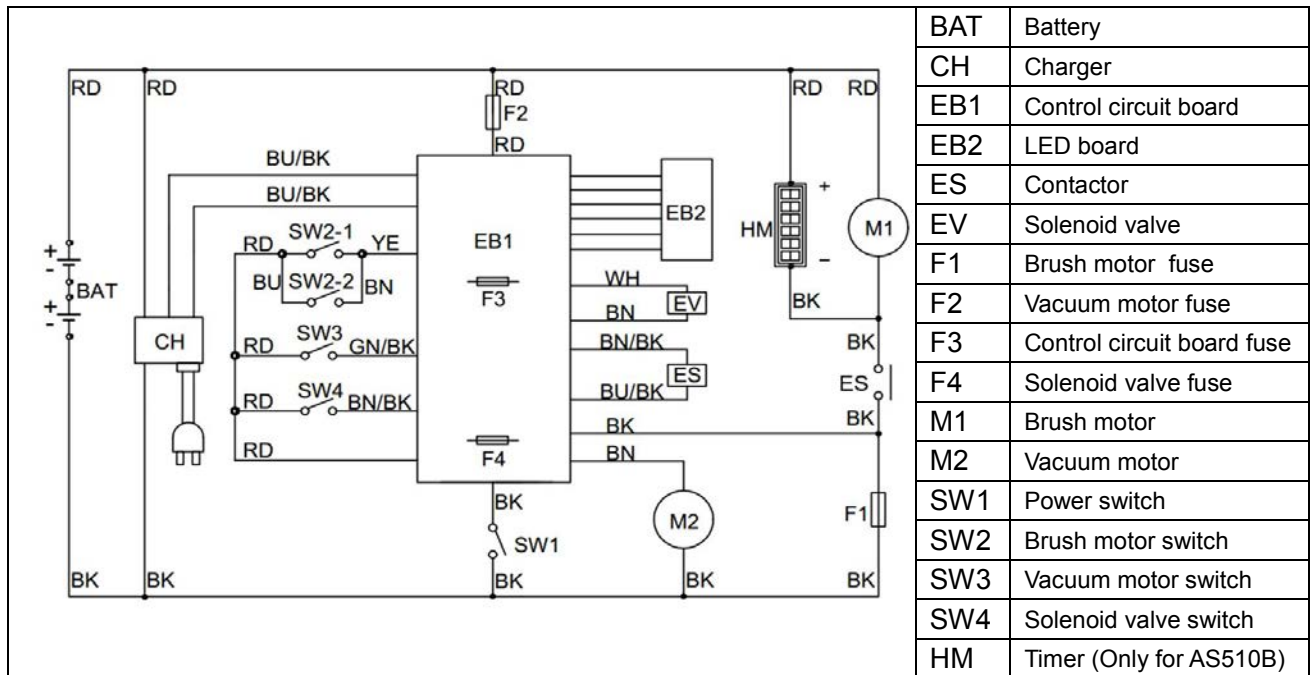 RD RD RD RD RD
F2
RD
BU/BK
BU/BK
SW2-1
RD YE
BU SW2-2 BN
EB1
F3
EB2
HM
+
-
M1
+
-
BAT
+
-
WH
EV
BN
BK
CH
SW3
RD GN/BK
BN/BK
ES
BU/BK
BK
ES
BK
SW4
RD BN/BK
RD
F4
BK
BN
BK
SW1
M2
F1
BK BK BK BK BK
BAT Battery
CH Charger
EB1 Control circuit board
EB2 LED board
ES Contactor
EV Solenoid valve
F1 Brush motor fuse
F2 Vacuum motor fuse
F3 Control circuit board fuse
F4 Solenoid valve fuse
M1 Brush motor
M2 Vacuum motor
SW1 Power switch
SW2 Brush motor switch
SW3 Vacuum motor switch
SW4 Solenoid valve switch
HM Timer (Only for AS510B)